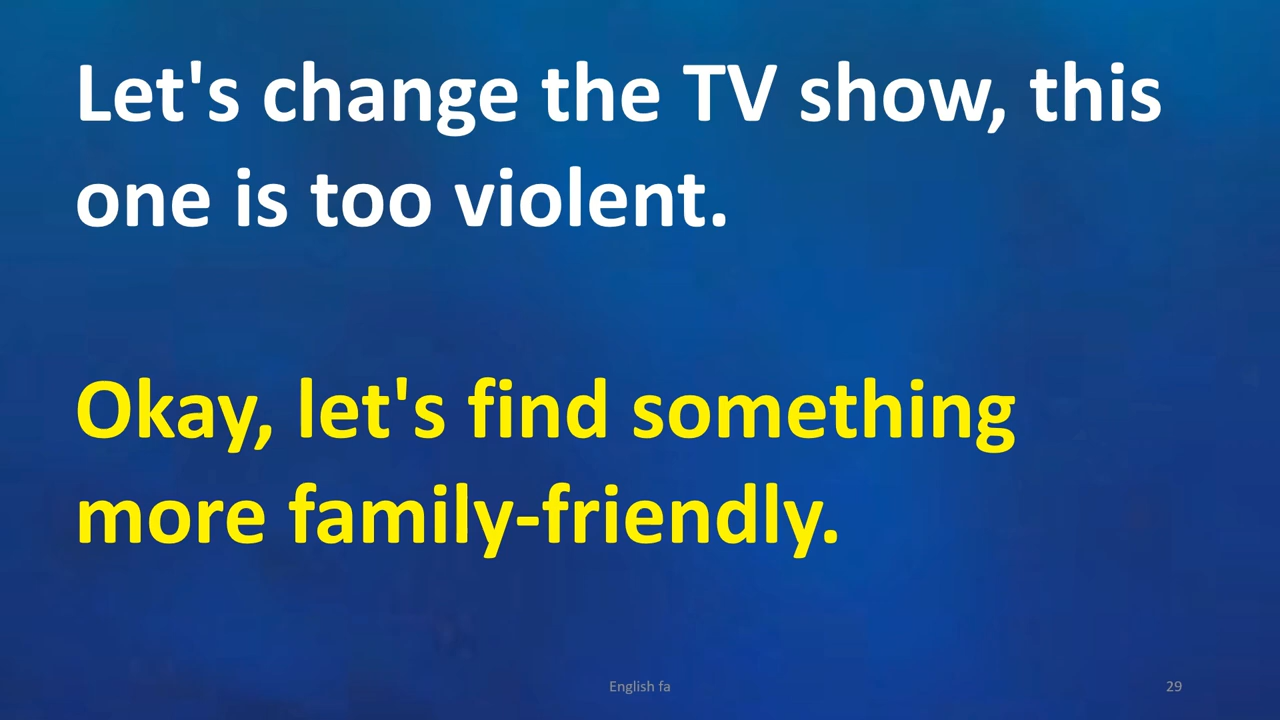 Let's change the TV show, this
one is too violent.
Okay, let's find something
more family-friendly.
English fa
29